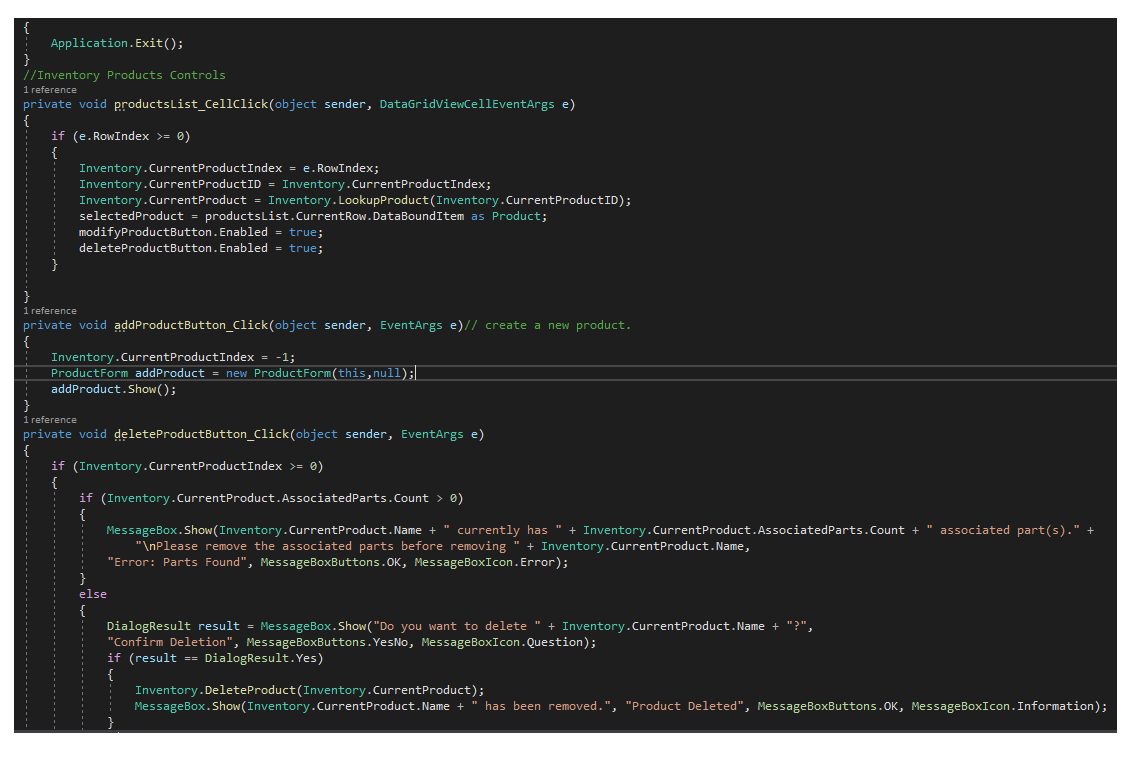 {
Application.Exit();
}
//Inventory Products Controls
1 reference
private void productsList_CellClick(object sender, DataGridViewCellEventArgs e)
{
if (e.RowIndex >= 0)
{
Inventory.CurrentProductIndex = e.RowIndex;
Inventory.CurrentProductID = Inventory.CurrentProductIndex;
Inventory.CurrentProduct = Inventory.LookupProduct(Inventory.CurrentProductID);
selectedProduct = productsList.CurrentRow.DataBoundItem as Product;
modifyProductButton.Enabled = true;
deleteProductButton.Enabled = true;
}
}
1 reference
private void addProductButton_Click(object sender, EventArgs e)// create a new product.
{
Inventory.CurrentProductIndex = -1;
ProductForm addProduct = new ProductForm(this,null);
addProduct.Show();
}
1 reference
private void deleteProductButton_Click(object sender, EventArgs e)
{
if (Inventory.CurrentProductIndex >= 0)
{
if (Inventory.CurrentProduct.AssociatedParts.Count > 0)
{
MessageBox.Show(Inventory.CurrentProduct.Name + " currently has " + Inventory.CurrentProduct.AssociatedParts.Count + " associated part(s)." +
"\nPlease remove the associated parts before removing " + Inventory.CurrentProduct.Name,
"Error: Parts Found", MessageBoxButtons.OK, MessageBoxIcon.Error);
}
else
{
DialogResult result = MessageBox.Show("Do you want to delete " + Inventory.CurrentProduct.Name + "?",
"Confirm Deletion", MessageBoxButtons.YesNo, MessageBoxIcon.Question);
if (result == DialogResult.Yes)
{
Inventory.DeleteProduct(Inventory.CurrentProduct);
MessageBox.Show(Inventory.CurrentProduct.Name + " has been removed.", "Product Deleted", MessageBoxButtons.OK, MessageBoxIcon.Information);
}